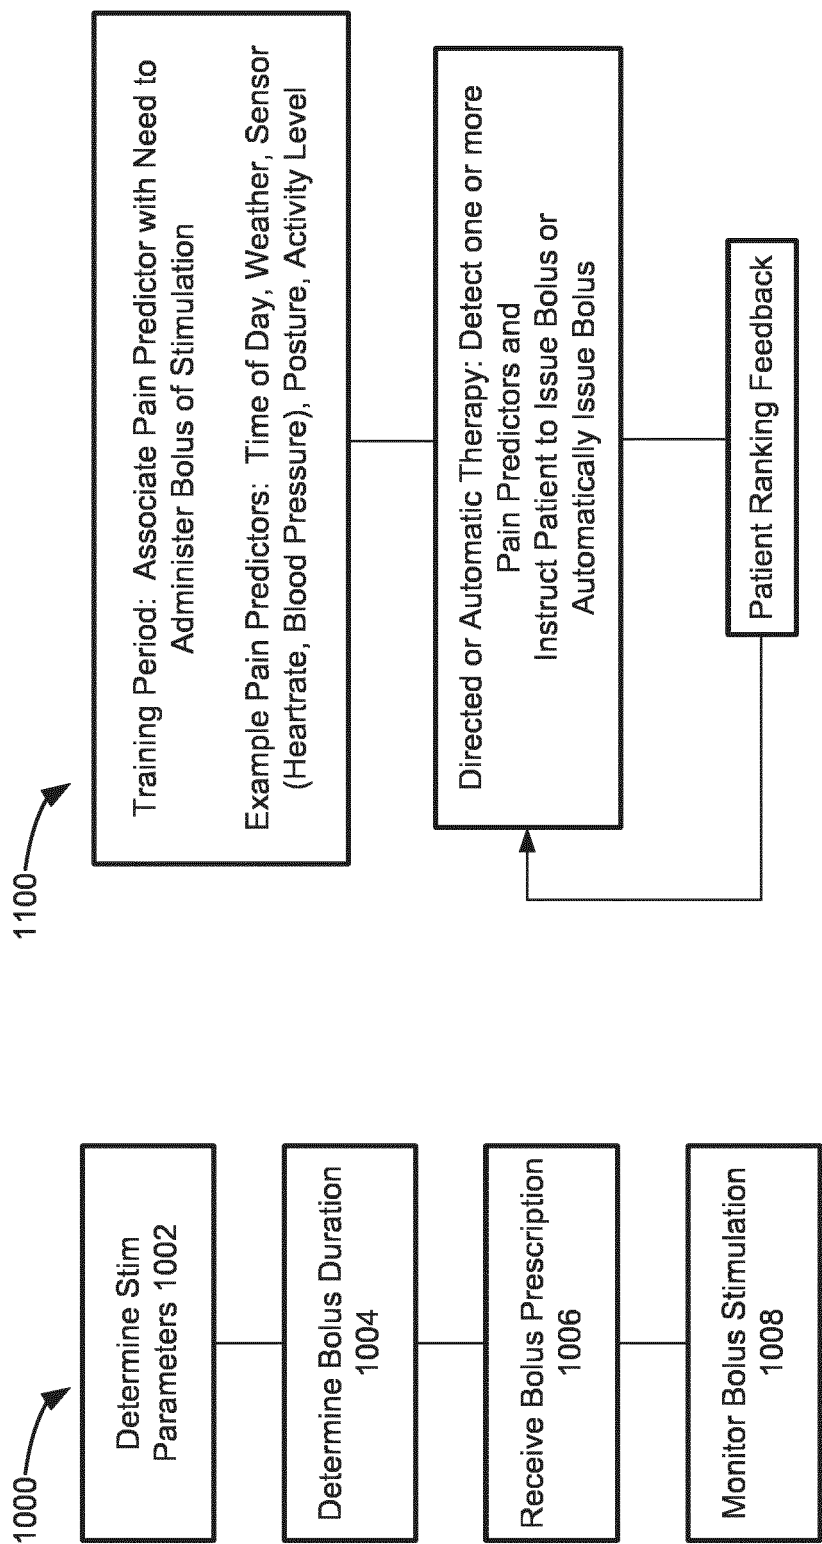 1000
Determine Stim
Parameters 1002
Determine Bolus Duration
1004
Receive Bolus Prescription
1006
Monitor Bolus Stimulation
1008
1100
Training Period: Associate Pain Predictor with Need to
Administer Bolus of Stimulation
Example Pain Predictors: Time of Day, Weather, Sensor
(Heartrate, Blood Pressure), Posture, Activity Level
Directed or Automatic Therapy: Detect one or more
Pain Predictors and
Instruct Patient to Issue Bolus or
Automatically Issue Bolus
Patient Ranking Feedback